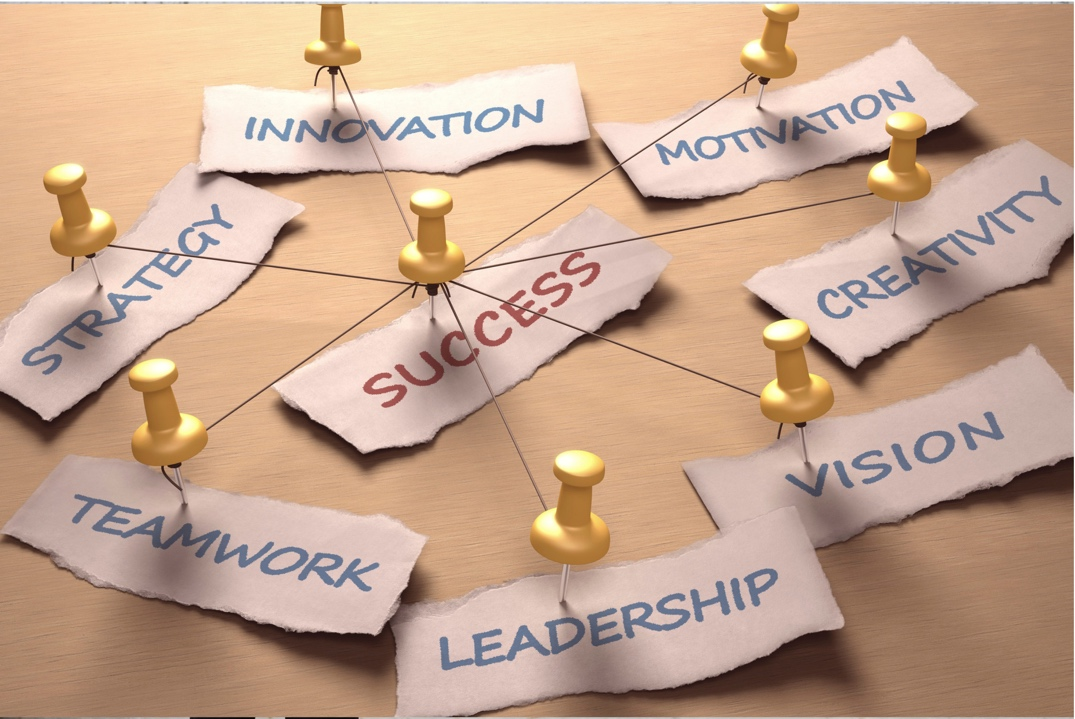 INNOVATION
MOTIVATION
STRATEGY
CREATIVITY
SUCCESS
VISION
TEAMWORK
LEADERSHIP